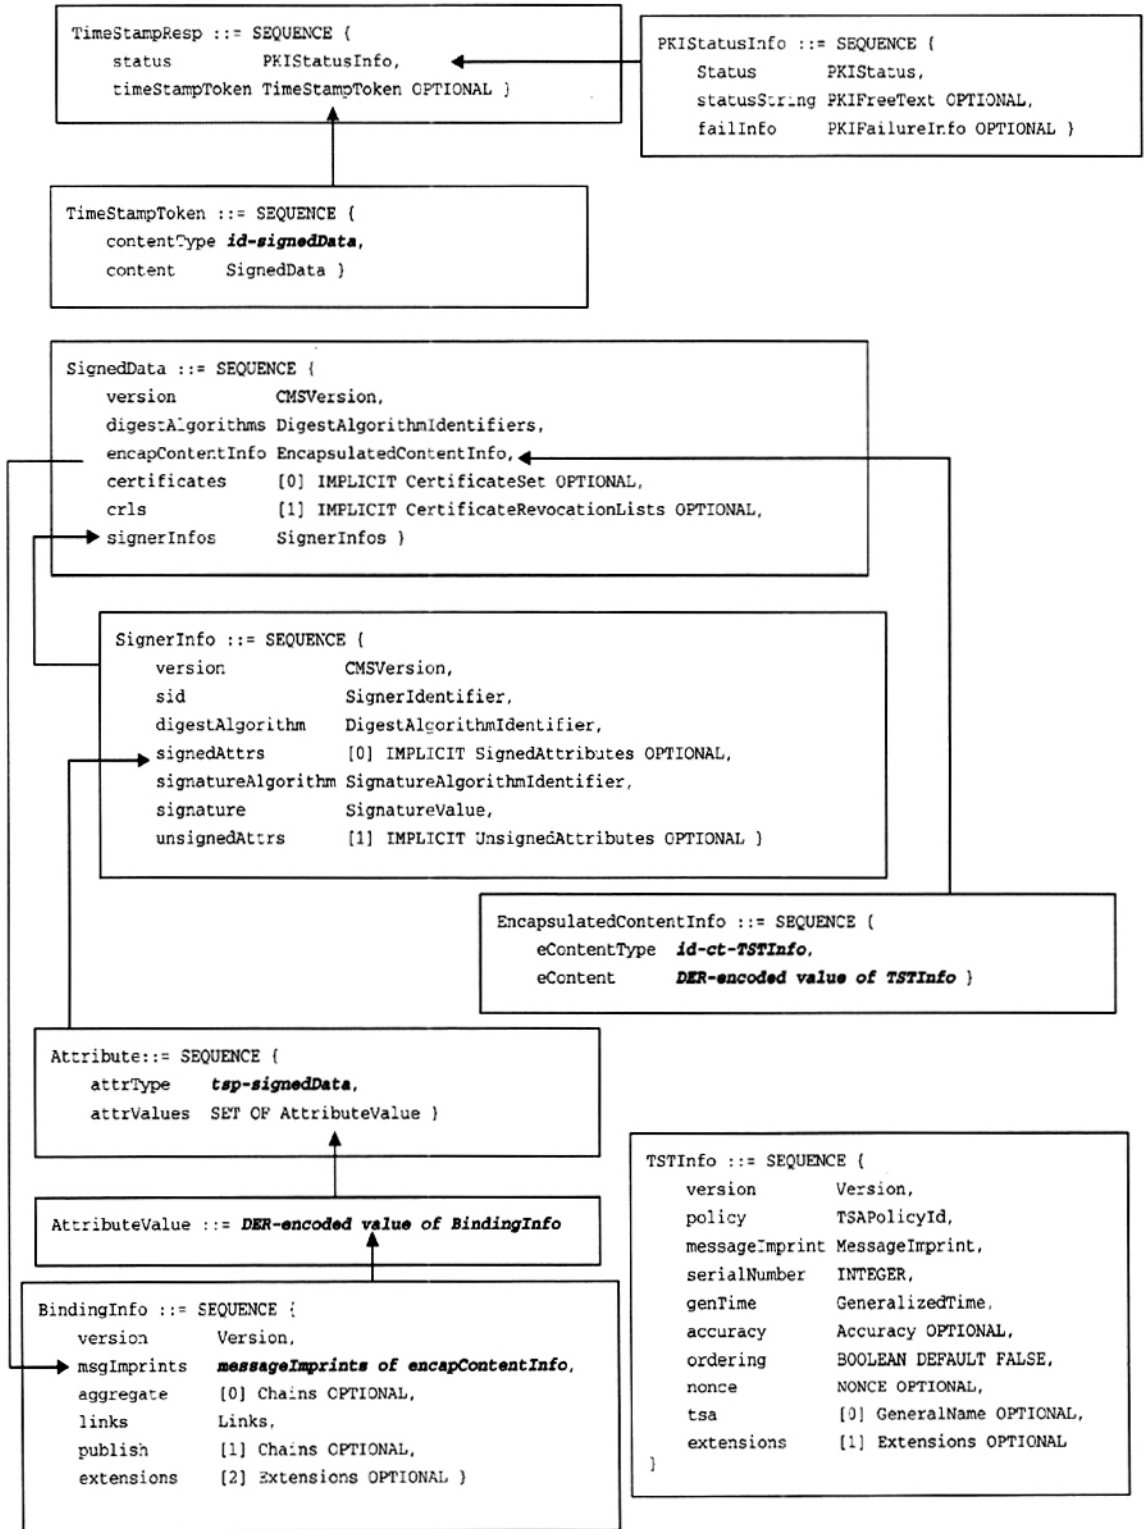 TimeStampResp ::= SEQUENCE {
status PKIStatusInfo,
timeStampToken TimeStampToken OPTIONAL }
PKIStatusInfo ::= SEQUENCE {
Status PKIStatus,
statusString PKIFreeText OPTIONAL,
failInfo PKIFailureInfo OPTIONAL }
TimeStampToken ::= SEQUENCE {
contentType id-signedData,
content SignedData }
SignedData ::= SEQUENCE {
version CMSVersion,
digestAlgorithms DigestAlgorithmIdentifiers,
encapContentInfo EncapsulatedContentInfo,
certificates [0] IMPLICIT CertificateSet OPTIONAL,
crls [1] IMPLICIT CertificateRevocationLists OPTIONAL,
signerInfos SignerInfos }
SignerInfo ::= SEQUENCE {
version CMSVersion,
sid SignerIdentifier,
digestAlgorithm DigestAlgorithmIdentifier,
signedAttrs [0] IMPLICIT SignedAttributes OPTIONAL,
signatureAlgorithm SignatureAlgorithmIdentifier,
signature SignatureValue,
unsignedAttrs [1] IMPLICIT UnsignedAttributes OPTIONAL }
EncapsulatedContentInfo ::= SEQUENCE {
eContentType id-ct-TSTInfo,
eContent DER-encoded value of TSTInfo }
Attribute::= SEQUENCE {
attrType tsp-signedData,
attrValues SET OF AttributeValue }
AttributeValue ::= DER-encoded value of BindingInfo
BindingInfo ::= SEQUENCE {
version Version,
msgImprints messageImprints of encapContentInfo,
aggregate [0] Chains OPTIONAL,
links Links,
publish [1] Chains OPTIONAL,
extensions [2] Extensions OPTIONAL }
TSTInfo ::= SEQUENCE {
version Version,
policy TSAPolicyId,
messageImprint MessageImprint,
serialNumber INTEGER,
genTime GeneralizedTime,
accuracy Accuracy OPTIONAL,
ordering BOOLEAN DEFAULT FALSE,
nonce NONCE OPTIONAL,
tsa [0] GeneralName OPTIONAL,
extensions [1] Extensions OPTIONAL
}